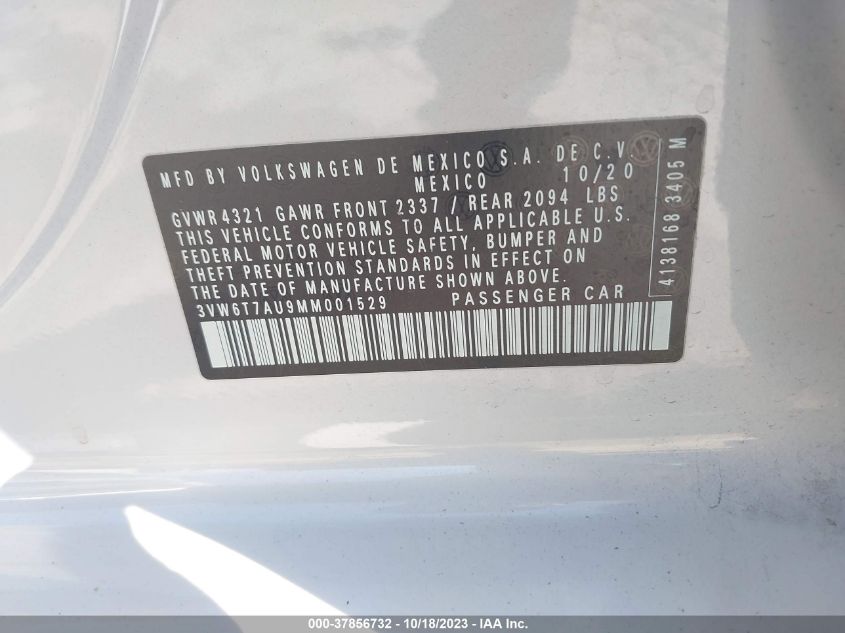 MFD BY VOLKSWAGEN DE MEXICO S.A. DE C.V.
MEXICO 10/20
GVWR 4321 GAWR FRONT 2337 / REAR 2094 LBS
THIS VEHICLE CONFORMS TO ALL APPLICABLE U.S.
FEDERAL MOTOR VEHICLE SAFETY, BUMPER AND
THEFT PREVENTION STANDARDS IN EFFECT ON
THE DATE OF MANUFACTURE SHOWN ABOVE.
3VW6T7AU9MM001529 PASSENGER CAR
4138168 3405 M
000-37856732 - 10/18/2023 - IAA Inc.